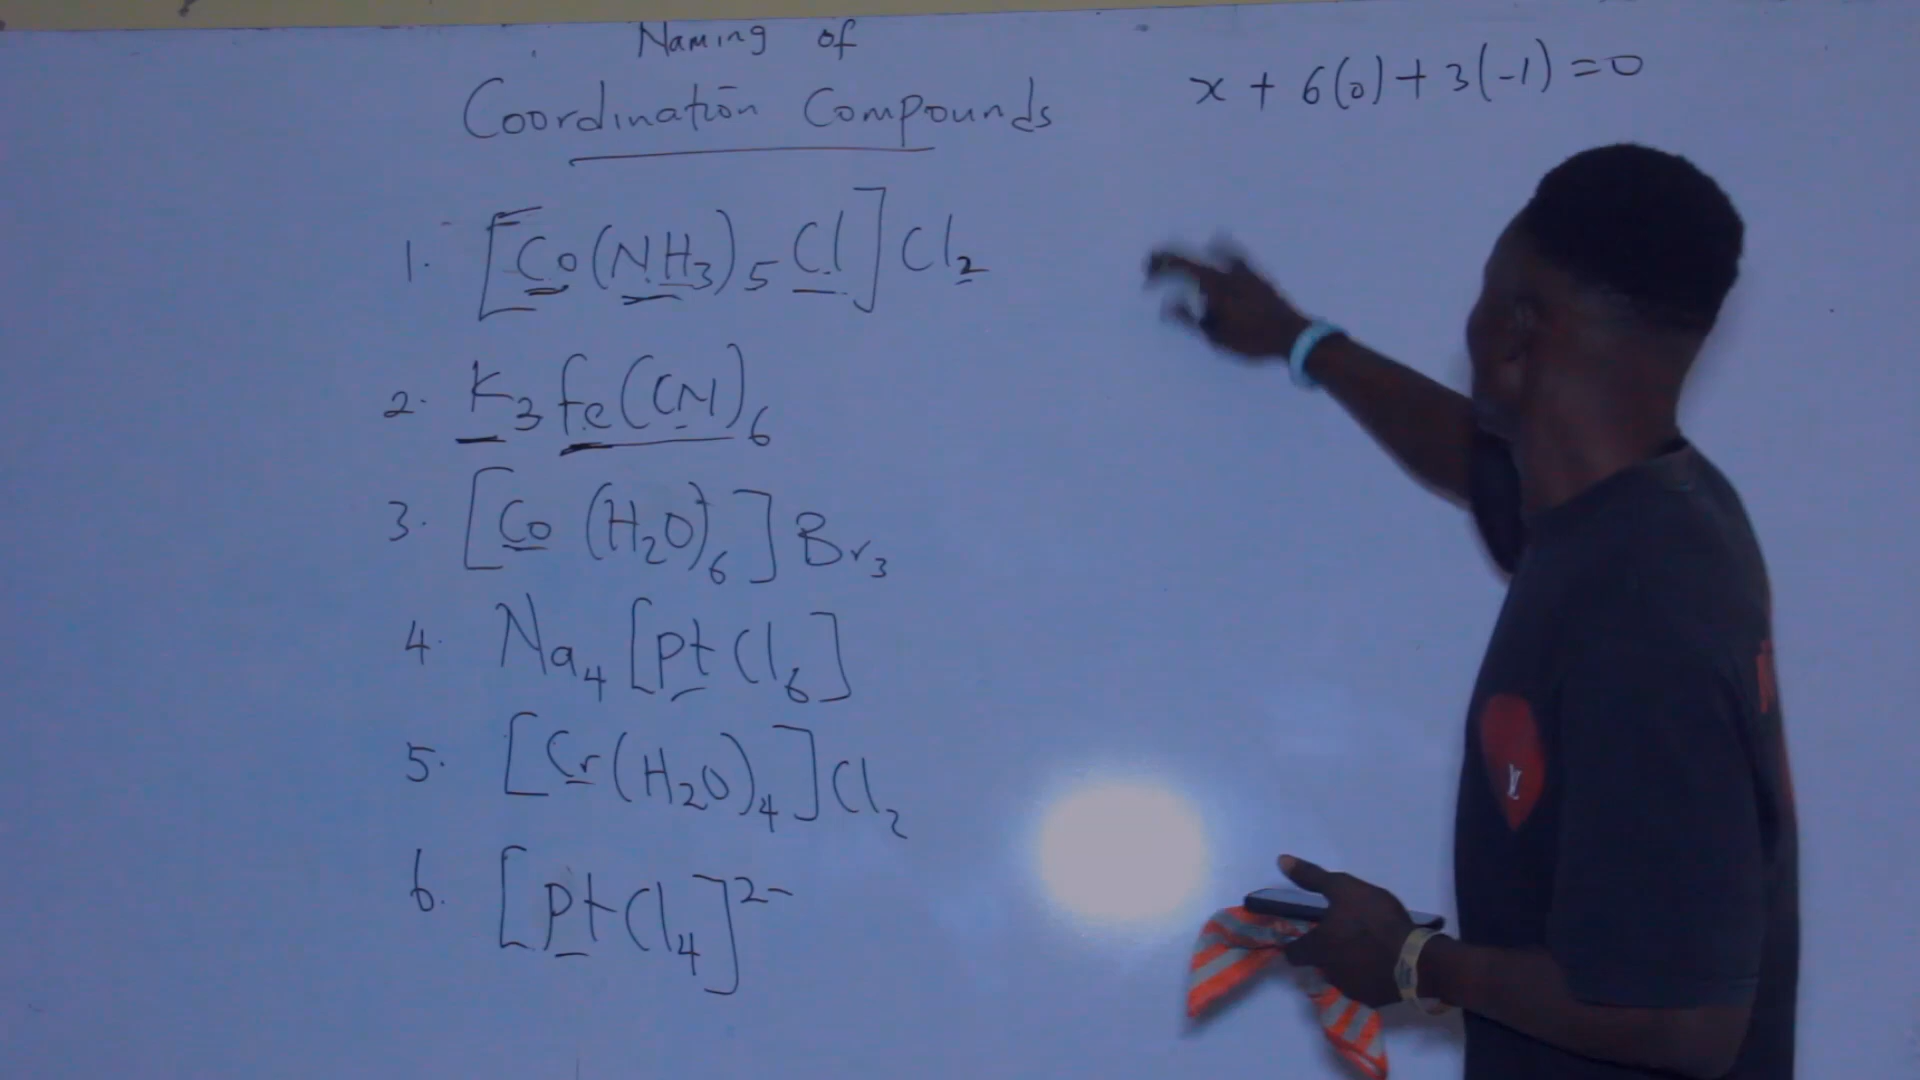 Naming of
Coordination Compounds
x + 6(0) + 3(-1) = 0
1. [Co(NH₃)₅Cl]Cl₂
2. K₃Fe(CN)₆
3. [Co(H₂O)₆]Br₃
4. Na₄[PtCl₆]
5. [Cr(H₂O)₄]Cl₂
6. [PtCl₄]²⁻